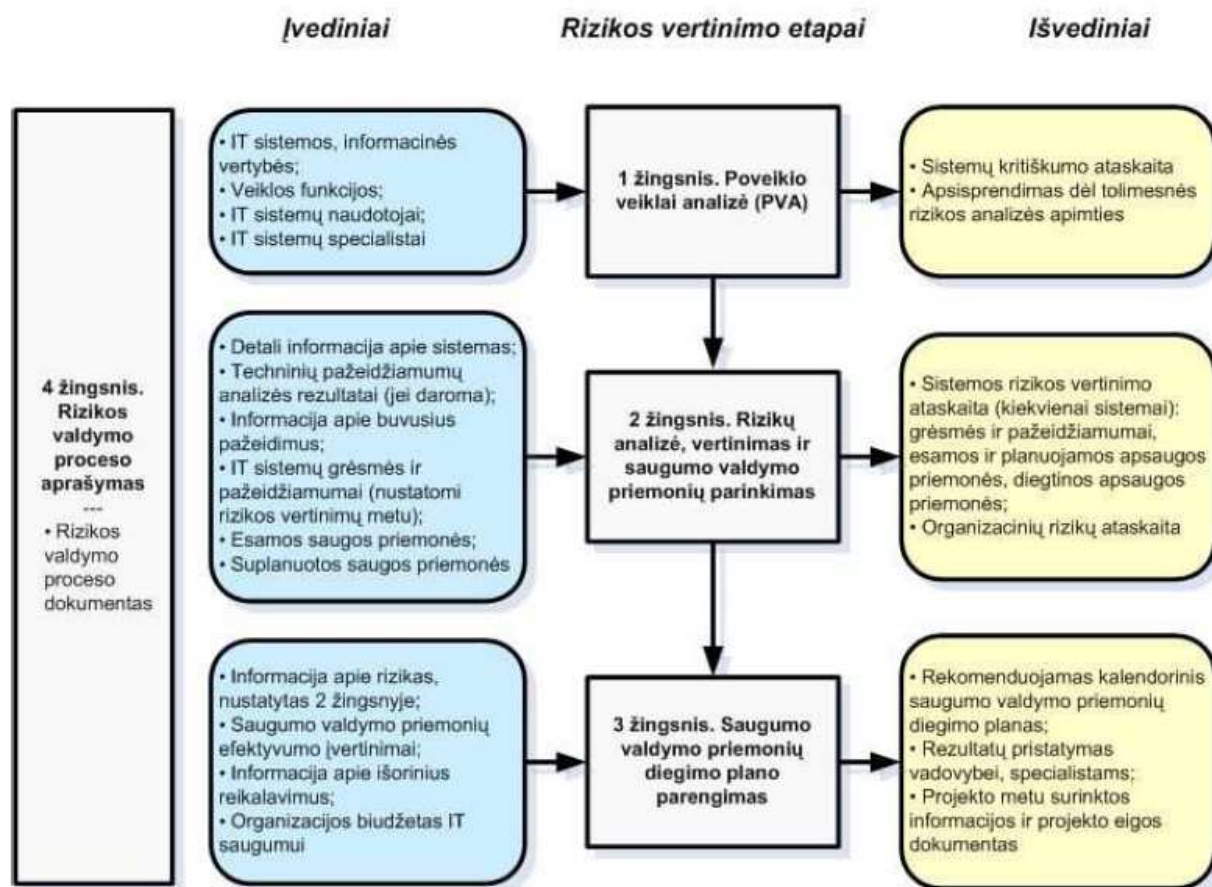 Įvediniai
Rizikos vertinimo etapai
Išvediniai
4 žingsnis.
Rizikos
valdymo
proceso
aprašymas
---
• Rizikos
valdymo
proceso
dokumentas
• IT sistemos, informacinės
vertybės;
• Veiklos funkcijos;
• IT sistemų naudotojai;
• IT sistemų specialistai
1 žingsnis. Poveikio
veiklai analizė (PVA)
• Sistemų kritiškumo ataskaita
• Apsisprendimas dėl tolimesnės
rizikos analizės apimties
• Detali informacija apie sistemas;
• Techninių pažeidžiamumų
analizės rezultatai (jei daroma);
• Informacija apie buvusius
pažeidimus;
• IT sistemų grėsmės ir
pažeidžiamumai (nustatomi
rizikos vertinimų metu);
• Esamos saugos priemonės;
• Suplanuotos saugos priemonės
2 žingsnis. Rizikų
analizė, vertinimas ir
saugumo valdymo
priemonių parinkimas
• Sistemos rizikos vertinimo
ataskaita (kiekvienai sistemai):
grėsmės ir pažeidžiamumai,
esamos ir planuojamos apsaugos
priemonės, diegtinos apsaugos
priemonės;
• Organizacinių rizikų ataskaita
• Informacija apie rizikas,
nustatytas 2 žingsnyje;
• Saugumo valdymo priemonių
efektyvumo įvertinimai;
• Informacija apie išorinius
reikalavimus;
• Organizacijos biudžetas IT
saugumui
3 žingsnis. Saugumo
valdymo priemonių
diegimo plano
parengimas
• Rekomenduojamas kalendorinis
saugumo valdymo priemonių
diegimo planas;
• Rezultatų pristatymas
vadovybei, specialistams;
• Projekto metu surinktos
informacijos ir projekto eigos
dokumentas